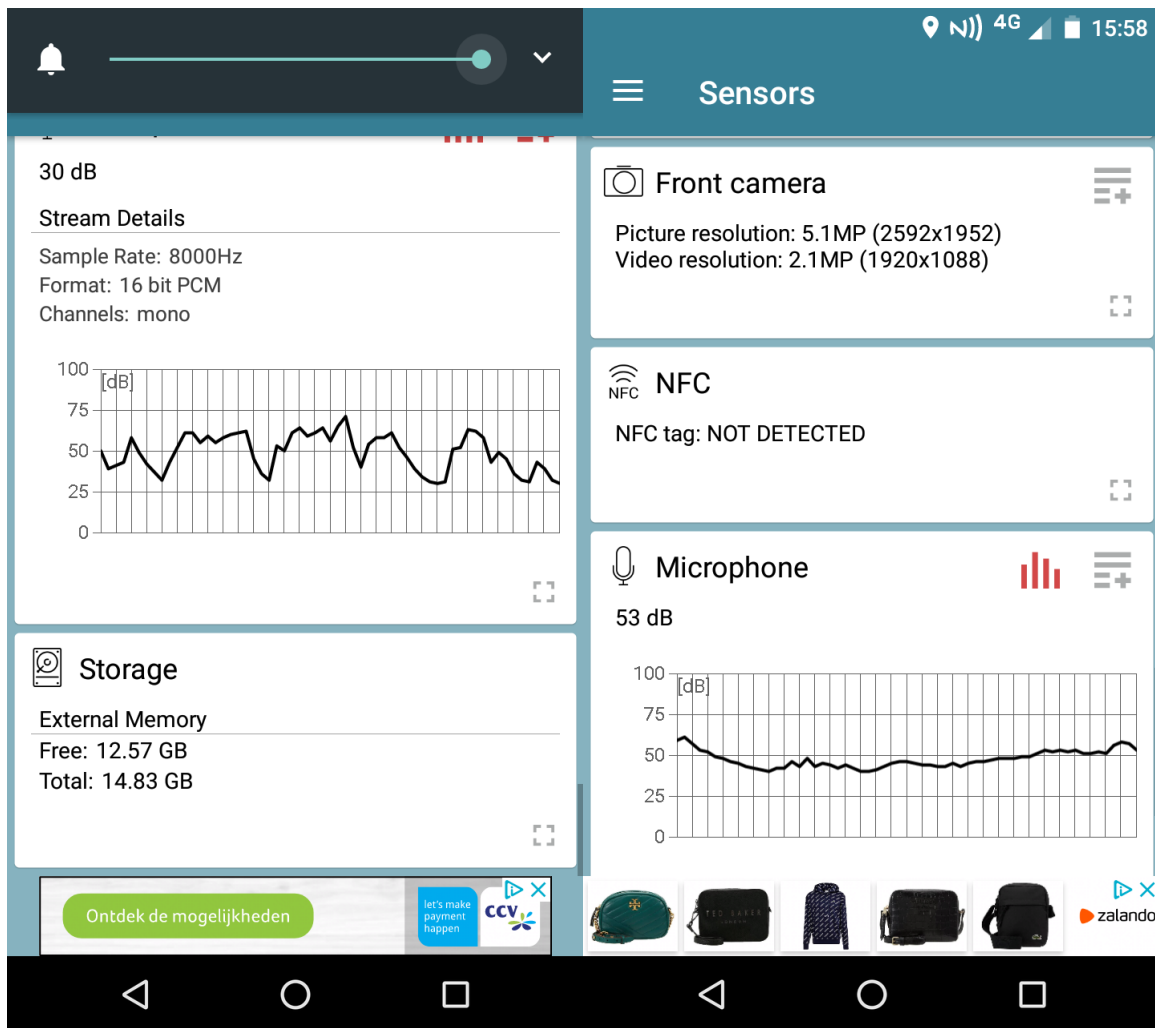 30 dB
Stream Details
Sample Rate: 8000Hz
Format: 16 bit PCM
Channels: mono
100
[dB]
75
50
25
0
Storage
External Memory
Free: 12.57 GB
Total: 14.83 GB
Ontdek de mogelijkheden
let's make
payment
happen
CCV
4G 15:58
Sensors
Front camera
Picture resolution: 5.1MP (2592x1952)
Video resolution: 2.1MP (1920x1088)
NFC
NFC
NFC tag: NOT DETECTED
Microphone
53 dB
100
[dB]
75
50
25
0
TED BAKER
zalando